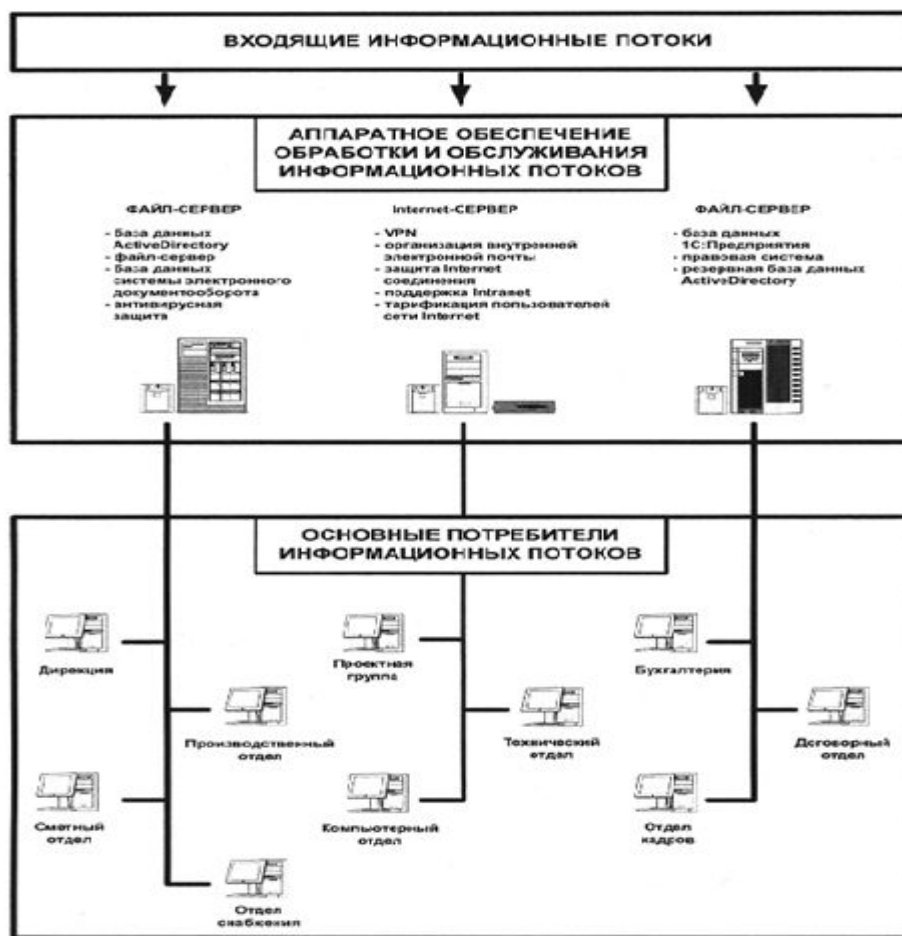 ВХОДЯЩИЕ ИНФОРМАЦИОННЫЕ ПОТОКИ
АППАРАТНОЕ ОБЕСПЕЧЕНИЕ
ОБРАБОТКИ И ОБСЛУЖИВАНИЯ
ИНФОРМАЦИОННЫХ ПОТОКОВ
ФАЙЛ-СЕРВЕР
- база данных
ActiveDirectory
- файл-сервер
- база данных
системы электронного
документооборота
- антивирусная
защита
Internet-СЕРВЕР
- VPN
- организация внутренней
электронной почты
- защита Internet
соединения
- поддержка Intranet
- тарификация пользователей
сети Internet
ФАЙЛ-СЕРВЕР
- база данных
1С:Предприятия
- правовая система
- резервная база данных
ActiveDirectory
ОСНОВНЫЕ ПОТРЕБИТЕЛИ
ИНФОРМАЦИОННЫХ ПОТОКОВ
Дирекция
Проектная
группа
Бухгалтерия
Производственный
отдел
Технический
отдел
Договорный
отдел
Сметный
отдел
Компьютерный
отдел
Отдел
кадров
Отдел
снабжения